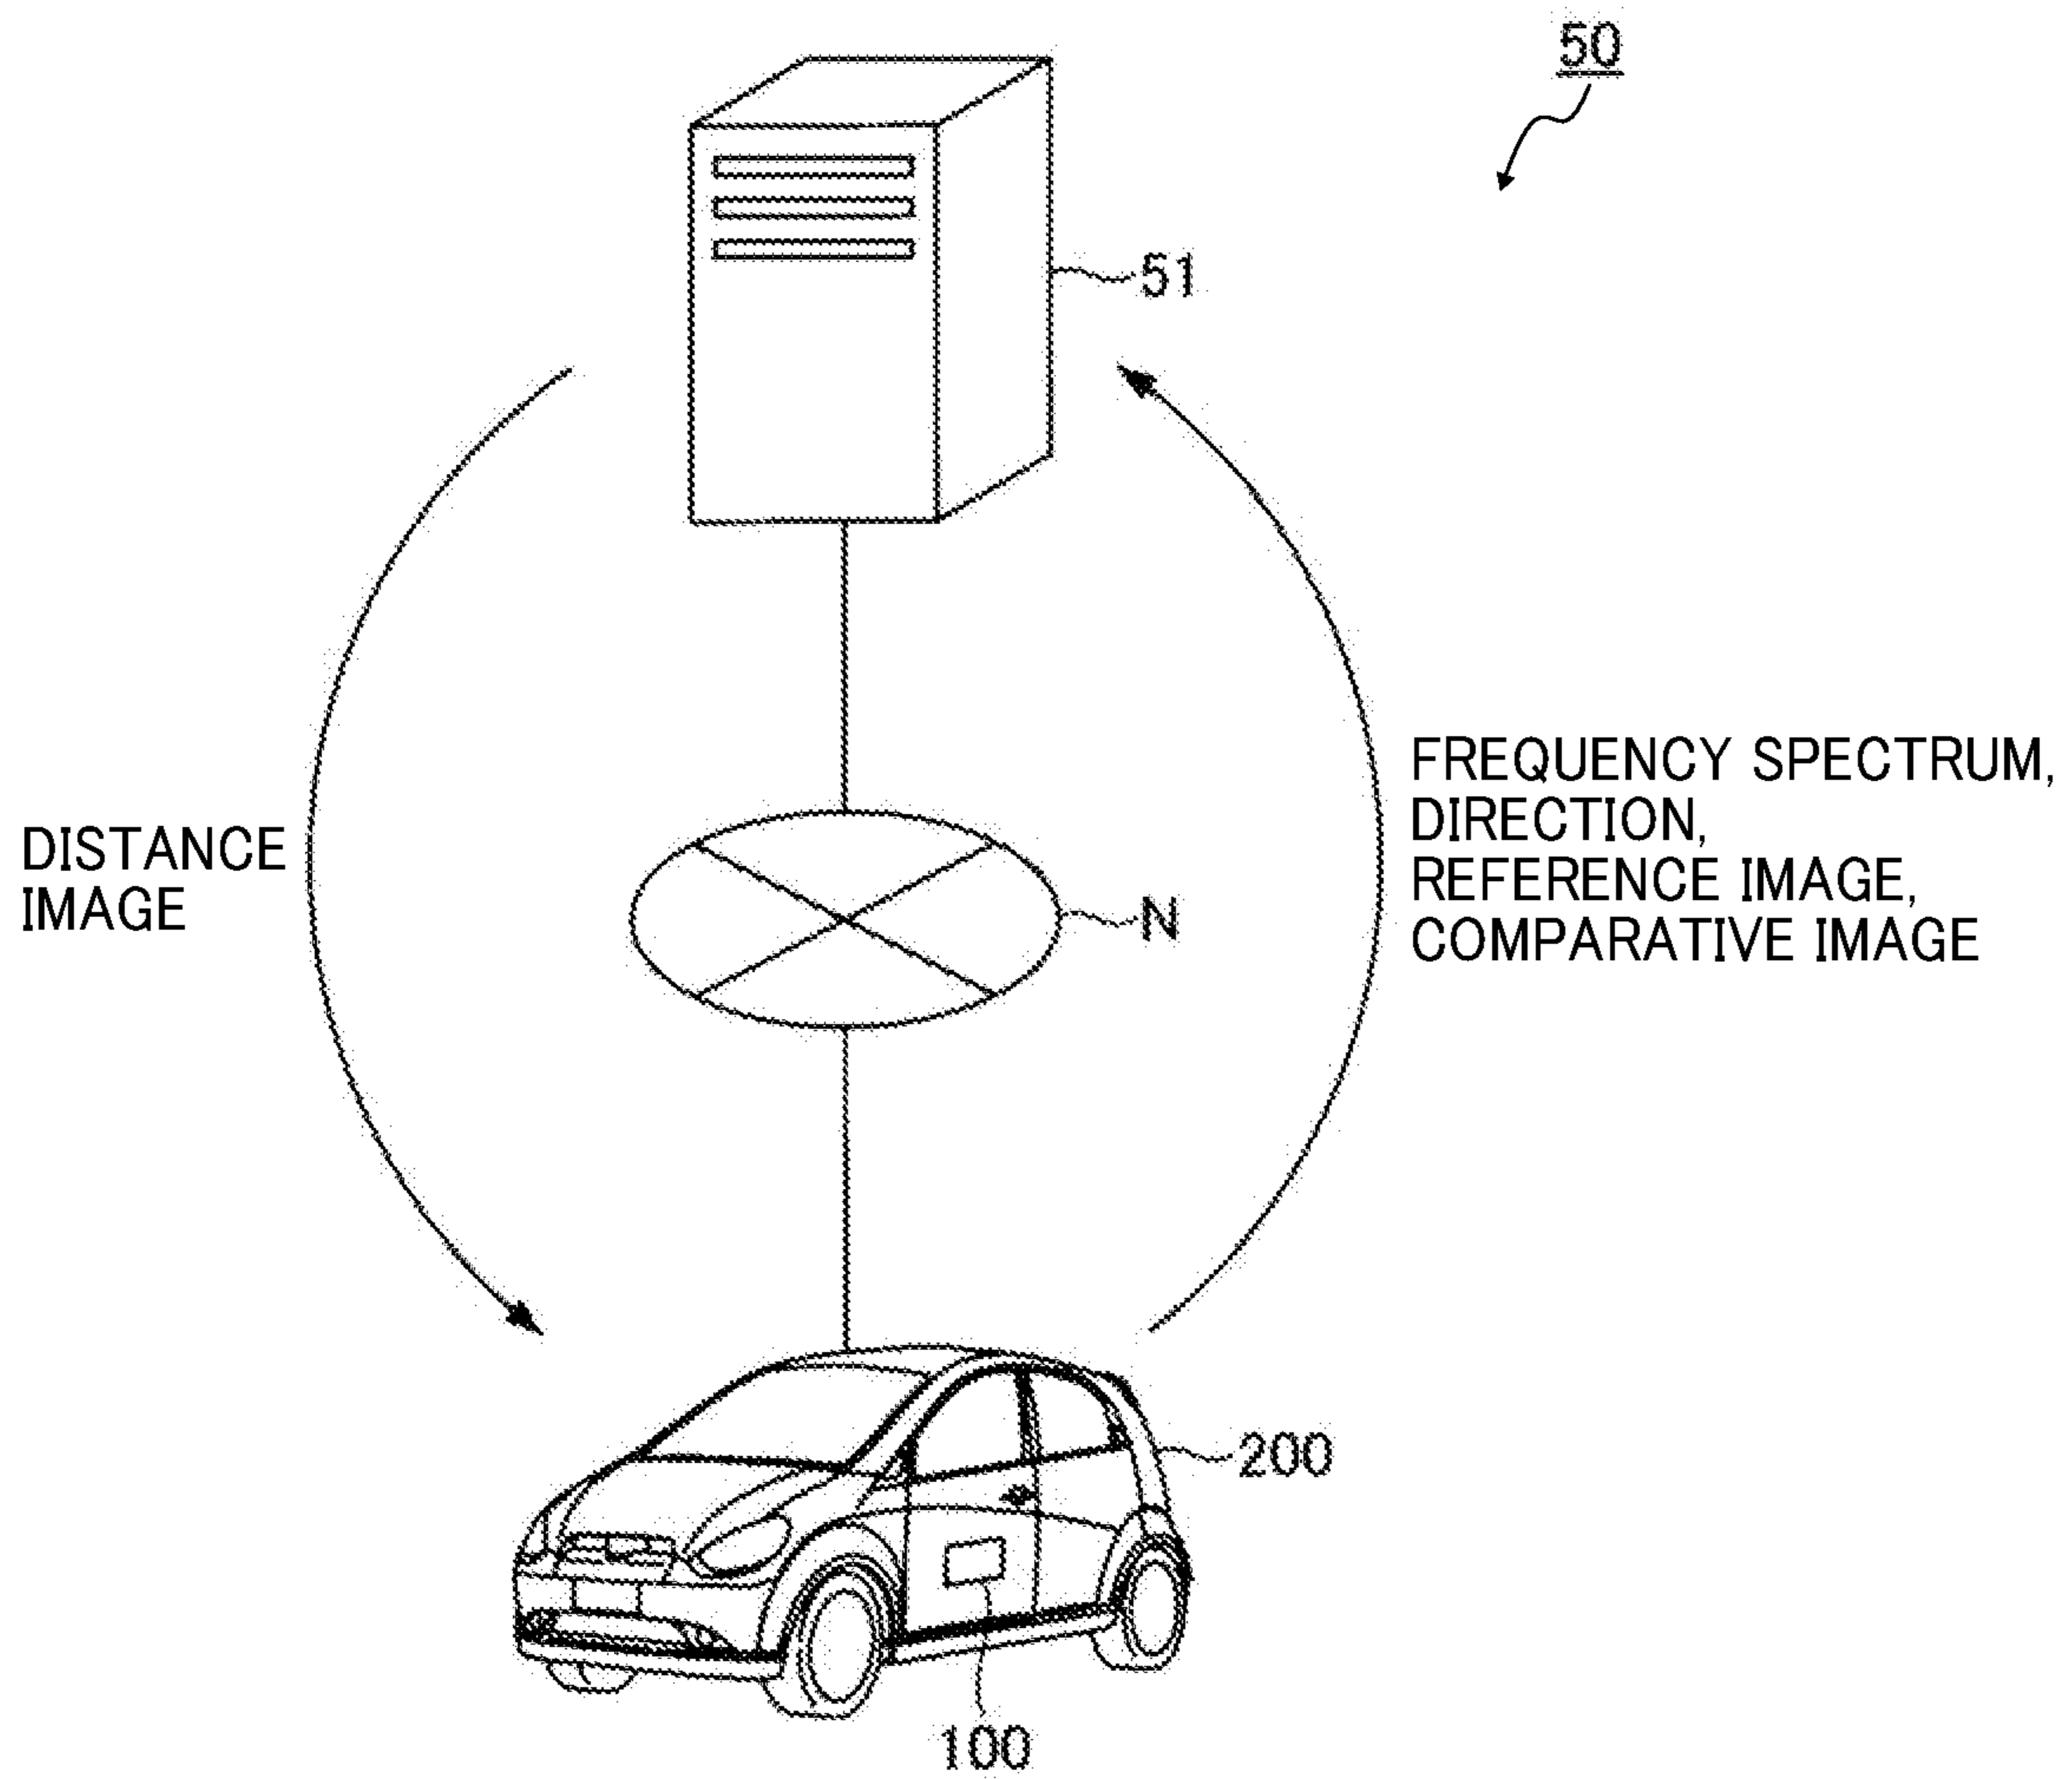 50
51
DISTANCE
IMAGE
FREQUENCY SPECTRUM,
DIRECTION,
REFERENCE IMAGE,
COMPARATIVE IMAGE
N
200
100